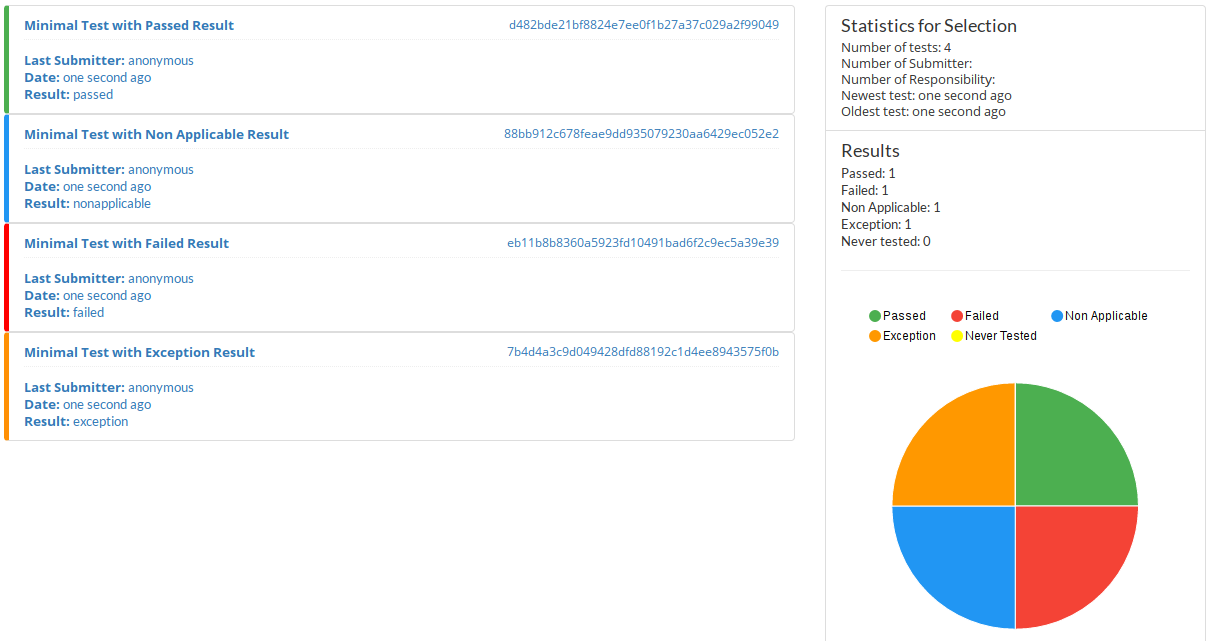 Minimal Test with Passed Result
d482bde21bf8824e7ee0f1b27a37c029a2f99049
Last Submitter: anonymous
Date: one second ago
Result: passed
Minimal Test with Non Applicable Result
88bb912c678feae9dd935079230aa6429ec052e2
Last Submitter: anonymous
Date: one second ago
Result: nonapplicable
Minimal Test with Failed Result
eb11b8b8360a5923fd10491bad6f2c9ec5a39e39
Last Submitter: anonymous
Date: one second ago
Result: failed
Minimal Test with Exception Result
7b4d4a3c9d049428dfd88192c1d4ee8943575f0b
Last Submitter: anonymous
Date: one second ago
Result: exception
Statistics for Selection
Number of tests: 4
Number of Submitter:
Number of Responsibility:
Newest test: one second ago
Oldest test: one second ago
Results
Passed: 1
Failed: 1
Non Applicable: 1
Exception: 1
Never tested: 0
Passed
Failed
Non Applicable
Exception
Never Tested